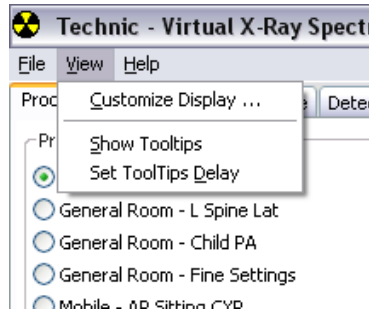 Technic - Virtual X-Ray Spect
File View Help
Proc Dete
Customize Display ...
Pr
Show Tooltips
Set ToolTips Delay
General Room - L Spine Lat
General Room - Child PA
General Room - Fine Settings
Mobile - AP Sitting CXR